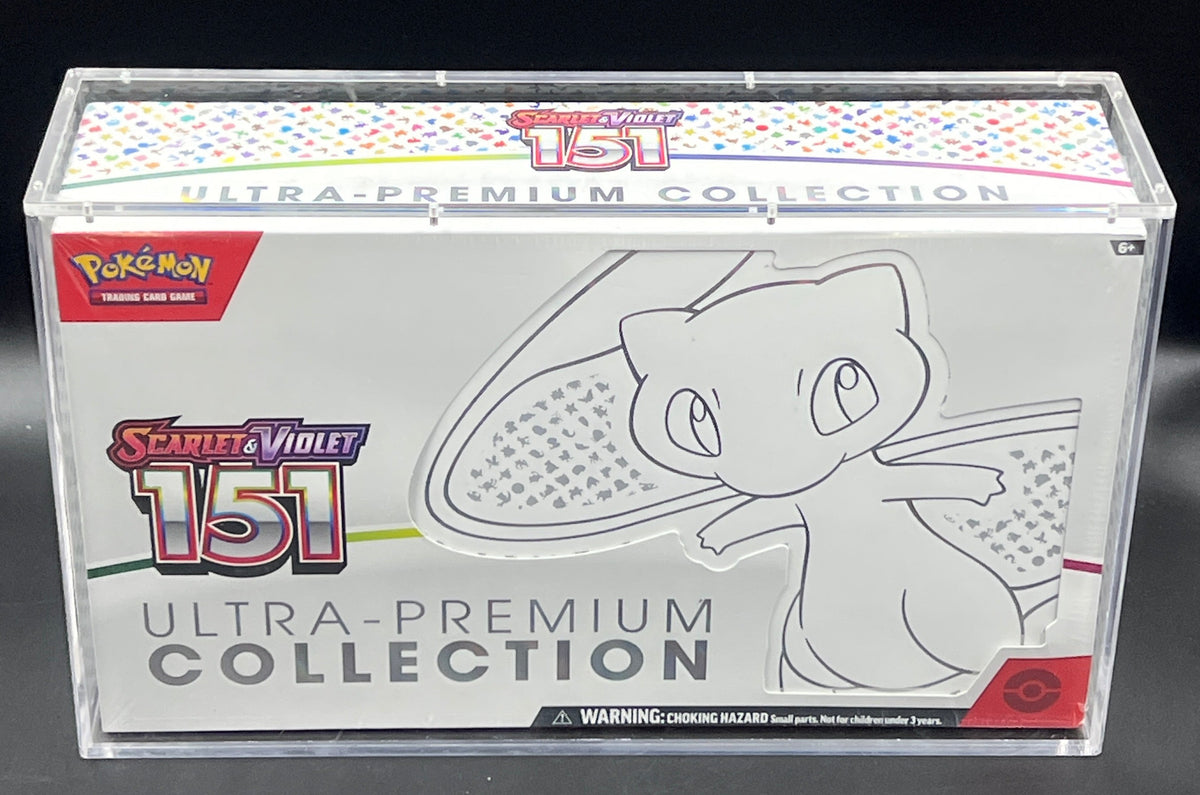 SCARLET & VIOLET
151
ULTRA-PREMIUM COLLECTION
6+
POKéMON
TRADING CARD GAME
SCARLET & VIOLET
151
ULTRA-PREMIUM
COLLECTION
WARNING: CHOKING HAZARD Small parts. Not for children under 3 years.